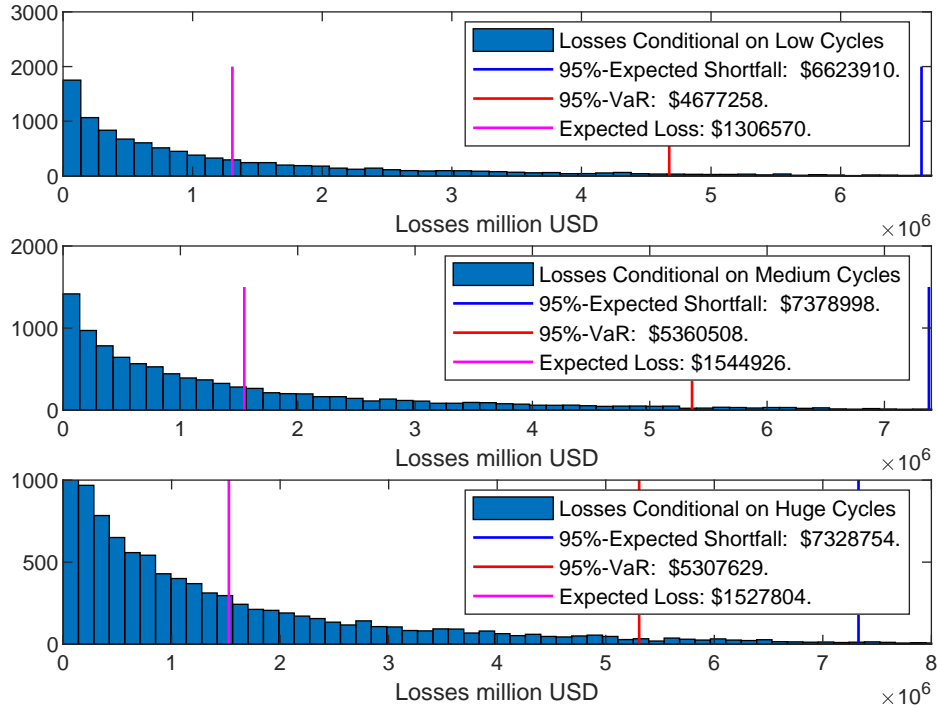 3000
2000
1000
0
Losses Conditional on Low Cycles
95%-Expected Shortfall: $6623910.
95%-VaR: $4677258.
Expected Loss: $1306570.
0 1 2 3 4 5 6
Losses million USD
×10^6
2000
1000
0
Losses Conditional on Medium Cycles
95%-Expected Shortfall: $7378998.
95%-VaR: $5360508.
Expected Loss: $1544926.
0 1 2 3 4 5 6 7
Losses million USD
×10^6
1000
500
0
Losses Conditional on Huge Cycles
95%-Expected Shortfall: $7328754.
95%-VaR: $5307629.
Expected Loss: $1527804.
0 1 2 3 4 5 6 7 8
Losses million USD
×10^6